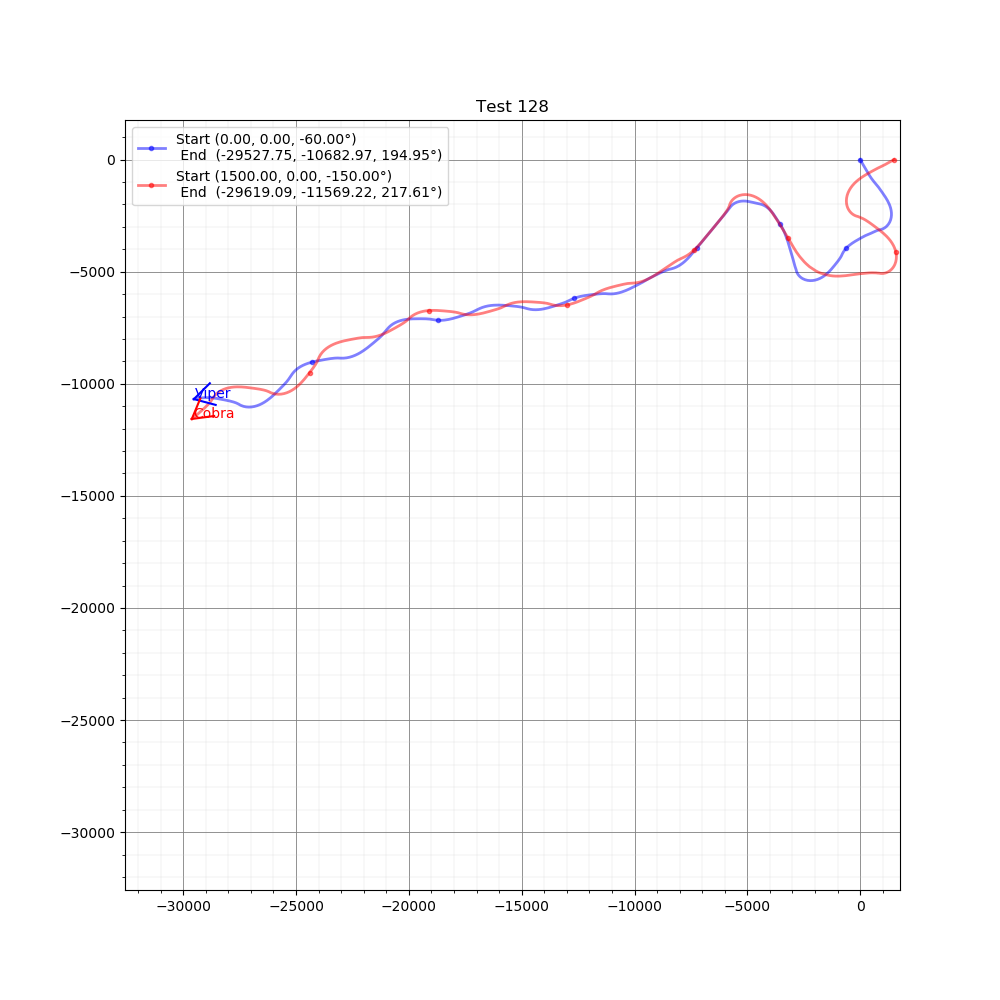 Test 128
Start (0.00, 0.00, -60.00°)
End  (-29527.75, -10682.97, 194.95°)
Start (1500.00, 0.00, -150.00°)
End  (-29619.09, -11569.22, 217.61°)
0
−5000
−10000
−15000
−20000
−25000
−30000
Viper
Cobra
−30000
−25000
−20000
−15000
−10000
−5000
0